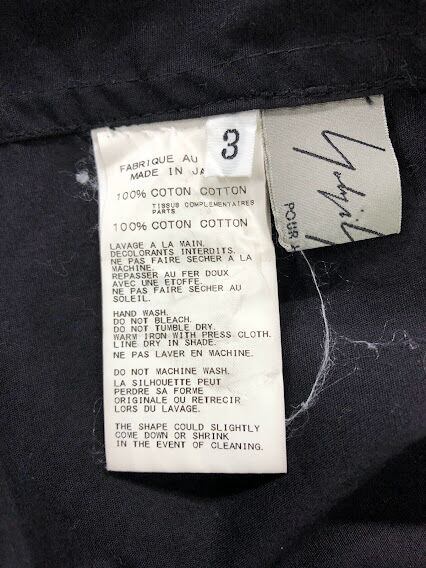 3
FABRIQUE AU
MADE IN JA
100% COTON COTTON
TISSUS COMPLEMENTAIRES
PARTS
100% COTON COTTON
LAVAGE A LA MAIN.
DECOLORANTS INTERDITS.
NE PAS FAIRE SECHER A LA
MACHINE.
REPASSER AU FER DOUX
AVEC UNE ETOFFE.
NE PAS FAIRE SECHER AU
SOLEIL.
HAND WASH.
DO NOT BLEACH.
DO NOT TUMBLE DRY.
WARM IRON WITH PRESS CLOTH.
LINE DRY IN SHADE.
NE PAS LAVER EN MACHINE.
DO NOT MACHINE WASH.
LA SILHOUETTE PEUT
PERDRE SA FORME
ORIGINALE OU RETRECIR
LORS DU LAVAGE.
THE SHAPE COULD SLIGHTLY
COME DOWN OR SHRINK
IN THE EVENT OF CLEANING.
POUR